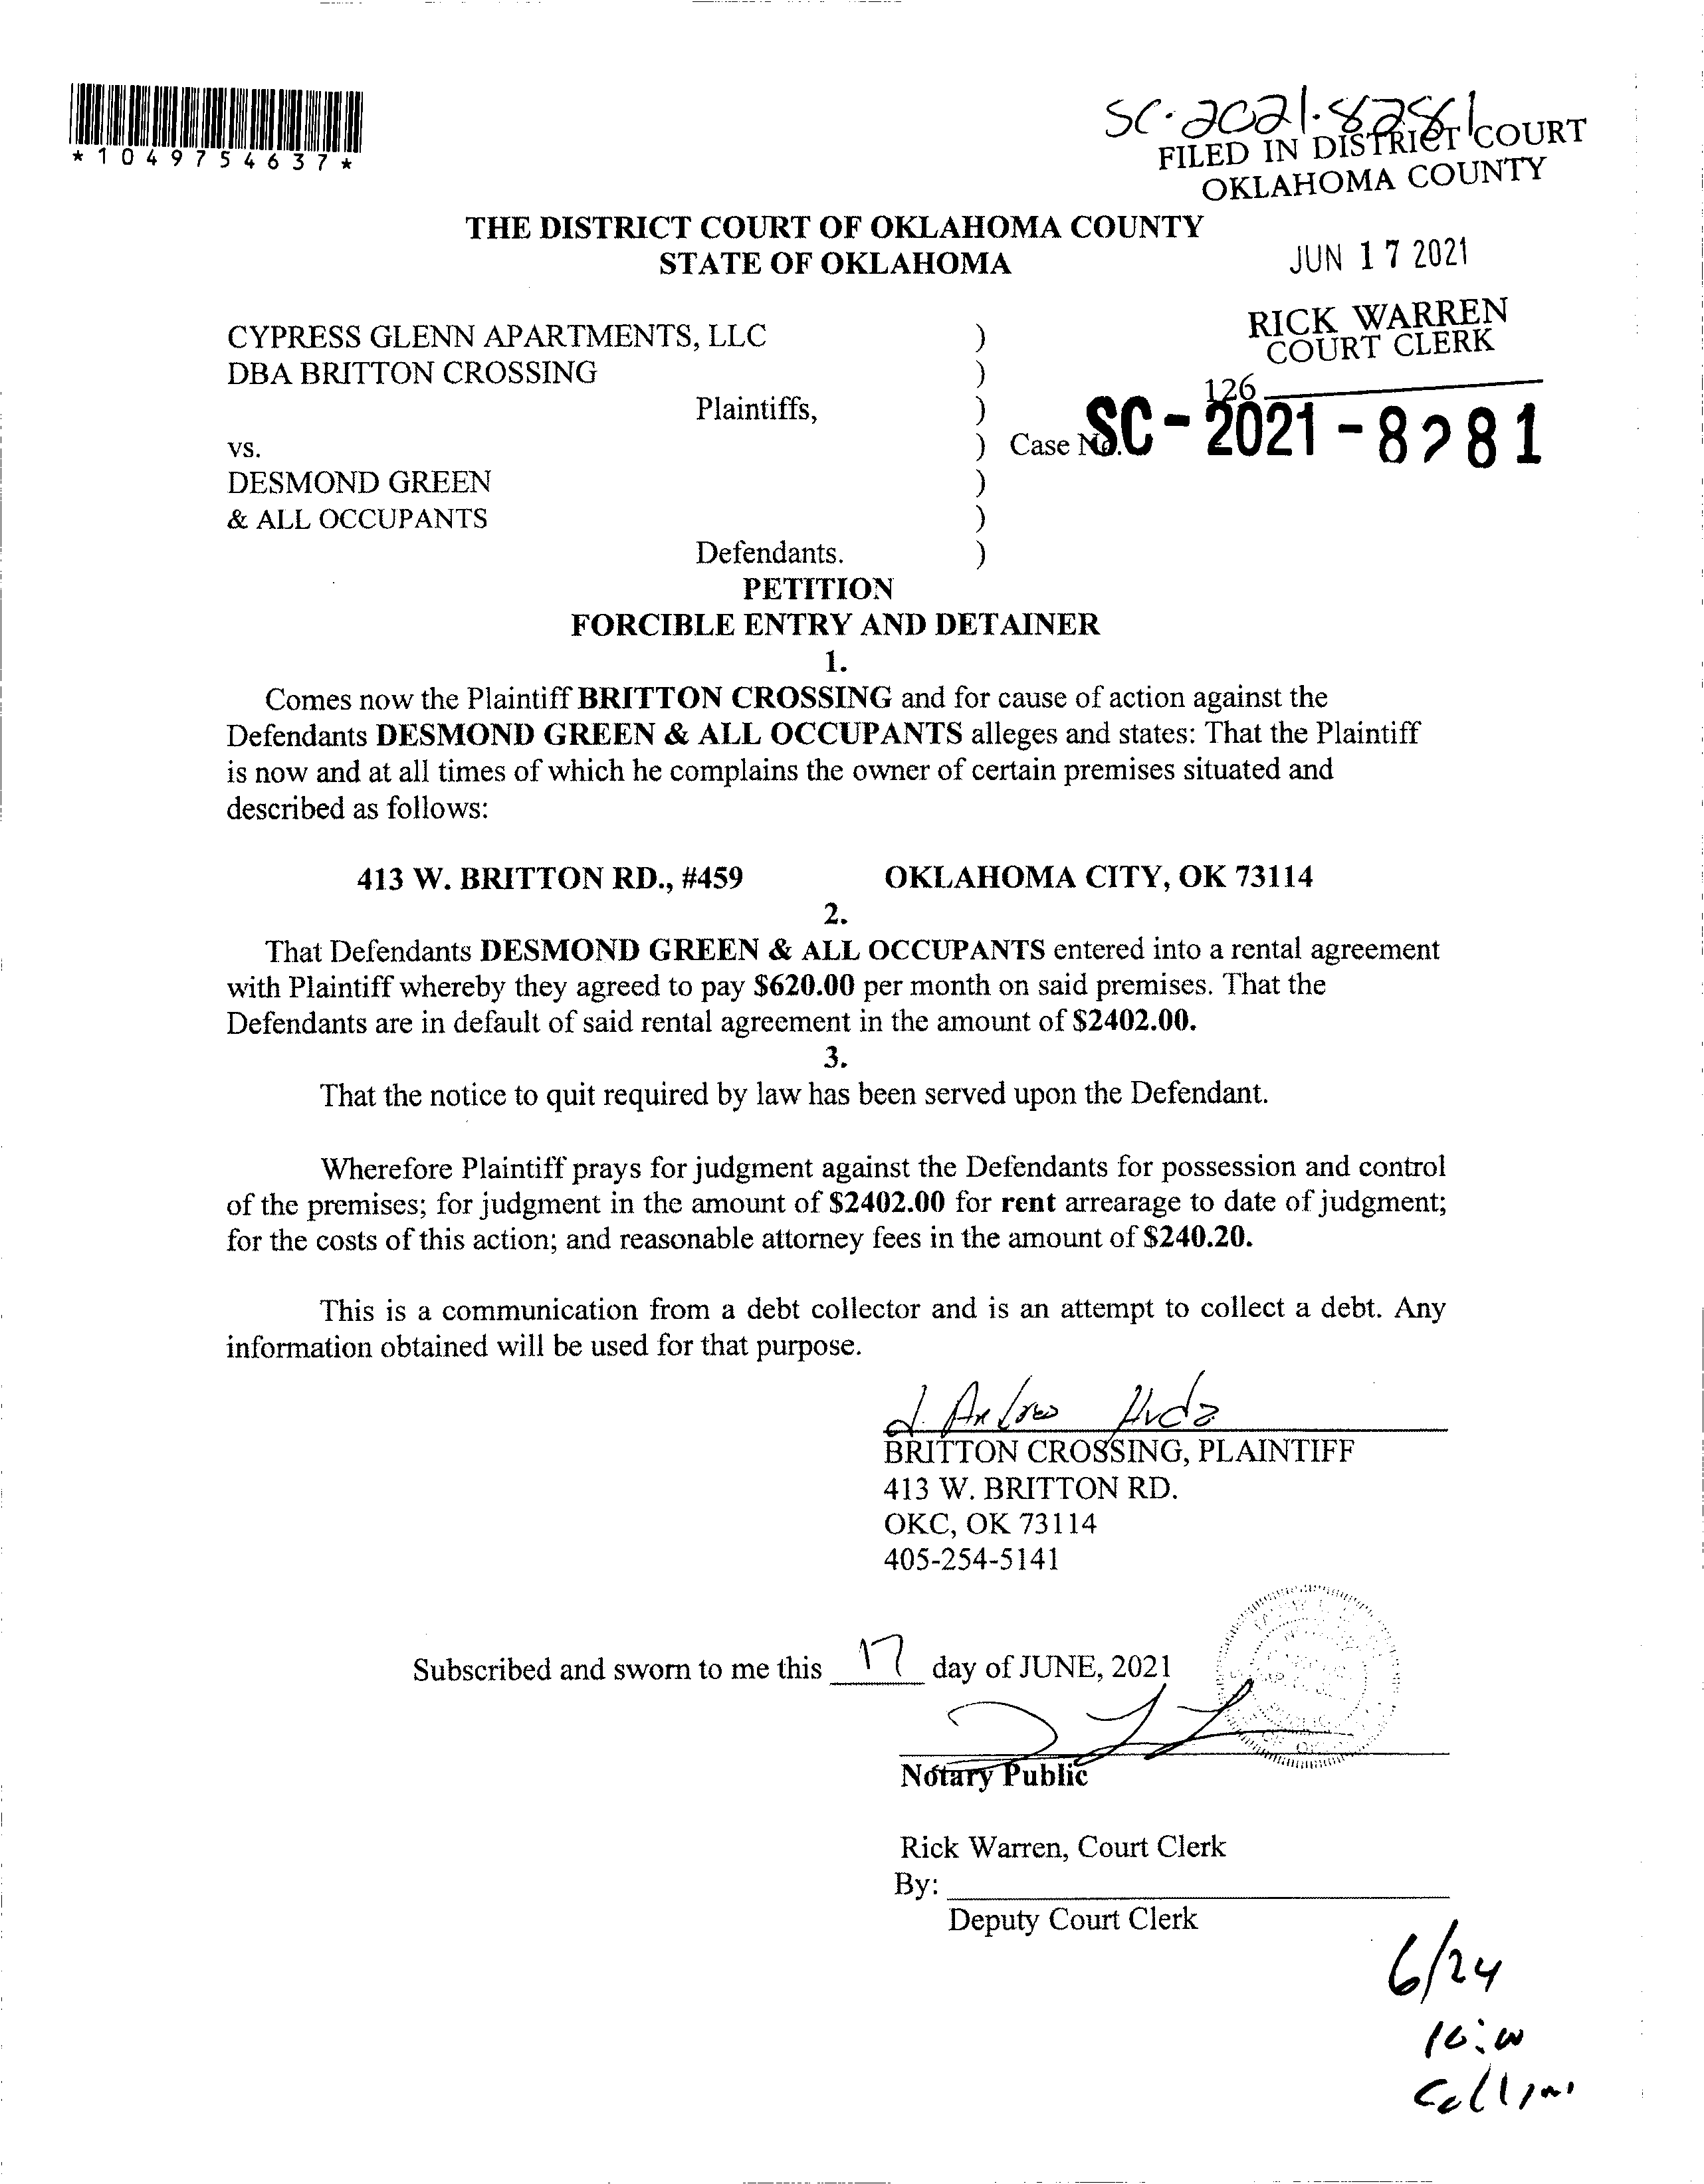 *1049754637*
SC-2021-8281
FILED IN DISTRICT COURT
OKLAHOMA COUNTY
THE DISTRICT COURT OF OKLAHOMA COUNTY
STATE OF OKLAHOMA
JUN 17 2021
RICK WARREN
COURT CLERK
126
CYPRESS GLENN APARTMENTS, LLC )
DBA BRITTON CROSSING )
Plaintiffs, )
vs. ) Case No. SC-2021-8281
DESMOND GREEN )
& ALL OCCUPANTS )
Defendants. )
PETITION
FORCIBLE ENTRY AND DETAINER
1.
Comes now the Plaintiff BRITTON CROSSING and for cause of action against the
Defendants DESMOND GREEN & ALL OCCUPANTS alleges and states: That the Plaintiff
is now and at all times of which he complains the owner of certain premises situated and
described as follows:
413 W. BRITTON RD., #459 OKLAHOMA CITY, OK 73114
2.
That Defendants DESMOND GREEN & ALL OCCUPANTS entered into a rental agreement
with Plaintiff whereby they agreed to pay $620.00 per month on said premises. That the
Defendants are in default of said rental agreement in the amount of $2402.00.
3.
That the notice to quit required by law has been served upon the Defendant.
Wherefore Plaintiff prays for judgment against the Defendants for possession and control
of the premises; for judgment in the amount of $2402.00 for rent arrearage to date of judgment;
for the costs of this action; and reasonable attorney fees in the amount of $240.20.
This is a communication from a debt collector and is an attempt to collect a debt. Any
information obtained will be used for that purpose.
BRITTON CROSSING, PLAINTIFF
413 W. BRITTON RD.
OKC, OK 73114
405-254-5141
Subscribed and sworn to me this 17 day of JUNE, 2021
Notary Public
Rick Warren, Court Clerk
By:
Deputy Court Clerk
6/24